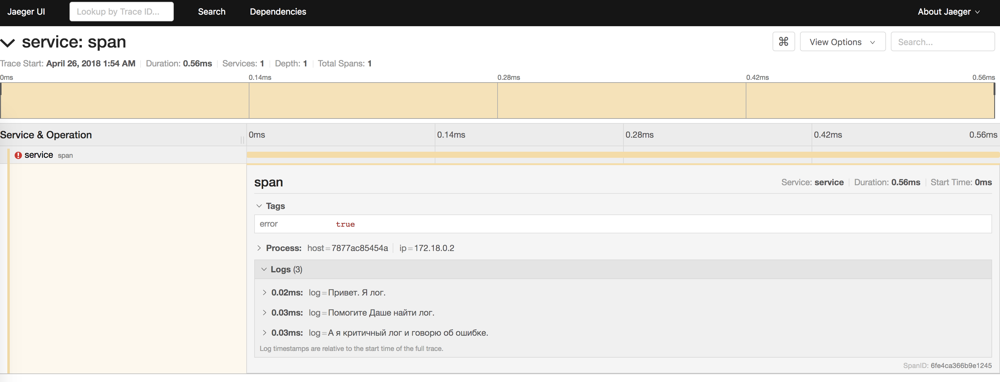 Jaeger UI Lookup by Trace ID... Search Dependencies About Jaeger
service: span ⌘ View Options Search...
Trace Start: April 26, 2018 1:54 AM Duration: 0.56ms Services: 1 Depth: 1 Total Spans: 1
0ms 0.14ms 0.28ms 0.42ms 0.56ms
Service & Operation 0ms 0.14ms 0.28ms 0.42ms 0.56ms
service span
span Service: service Duration: 0.56ms Start Time: 0ms
Tags
error true
Process: host=7877ac85454a ip=172.18.0.2
Logs (3)
0.02ms: log=Привет. Я лог.
0.03ms: log=Помогите Даше найти лог.
0.03ms: log=А я критичный лог и говорю об ошибке.
Log timestamps are relative to the start time of the full trace.
SpanID: 6fe4ca366b9e1245